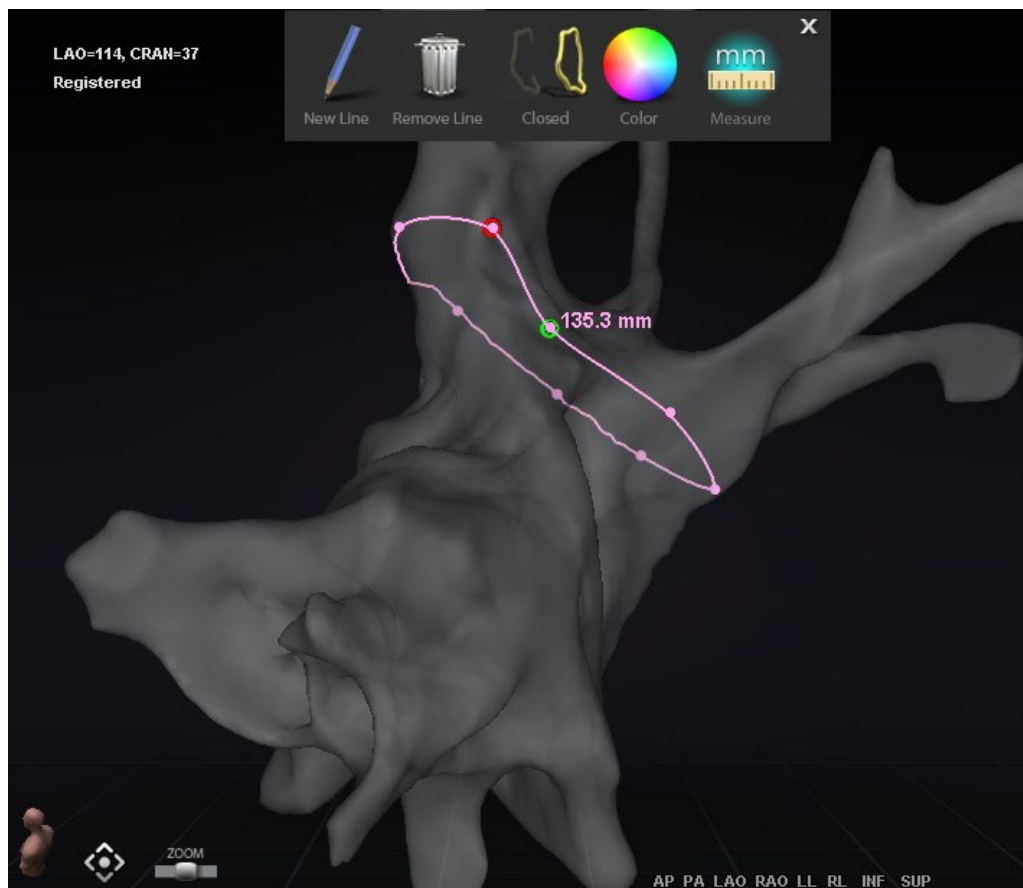 LAO=114, CRAN=37
Registered
X
mm
New Line Remove Line Closed Color Measure
135.3 mm
ZOOM
AP PA LAO RAO LL RL INF SUP